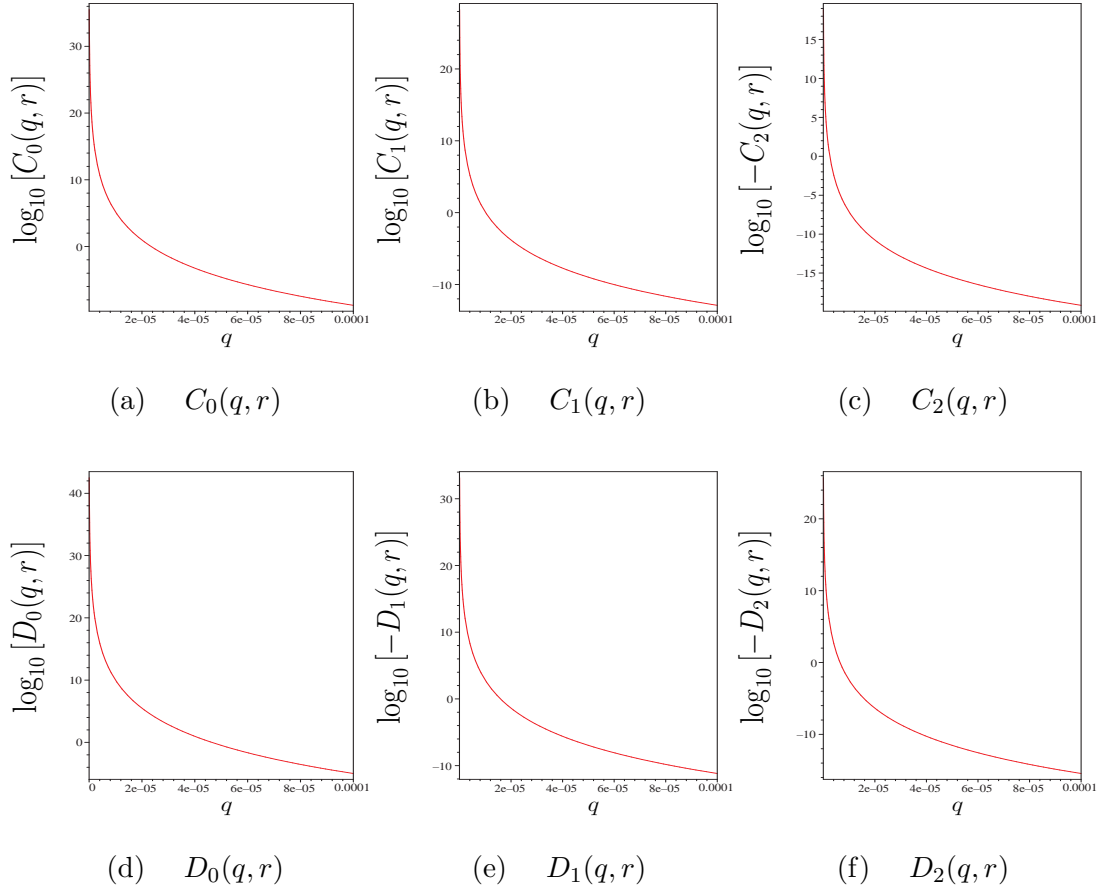 log₁₀ [C₀(q, r)]
30
20
10
0
2e–05 4e–05 6e–05 8e–05 0.0001
q
log₁₀ [C₁(q, r)]
20
10
0
–10
2e–05 4e–05 6e–05 8e–05 0.0001
q
log₁₀ [−C₂(q, r)]
15
10
5
0
–5
–10
–15
2e–05 4e–05 6e–05 8e–05 0.0001
q
(a) C₀(q, r)
(b) C₁(q, r)
(c) C₂(q, r)
log₁₀ [D₀(q, r)]
40
30
20
10
0
0 2e–05 4e–05 6e–05 8e–05 0.0001
q
log₁₀ [−D₁(q, r)]
30
20
10
0
–10
2e–05 4e–05 6e–05 8e–05 0.0001
q
log₁₀ [−D₂(q, r)]
20
10
0
–10
2e–05 4e–05 6e–05 8e–05 0.0001
q
(d) D₀(q, r)
(e) D₁(q, r)
(f) D₂(q, r)